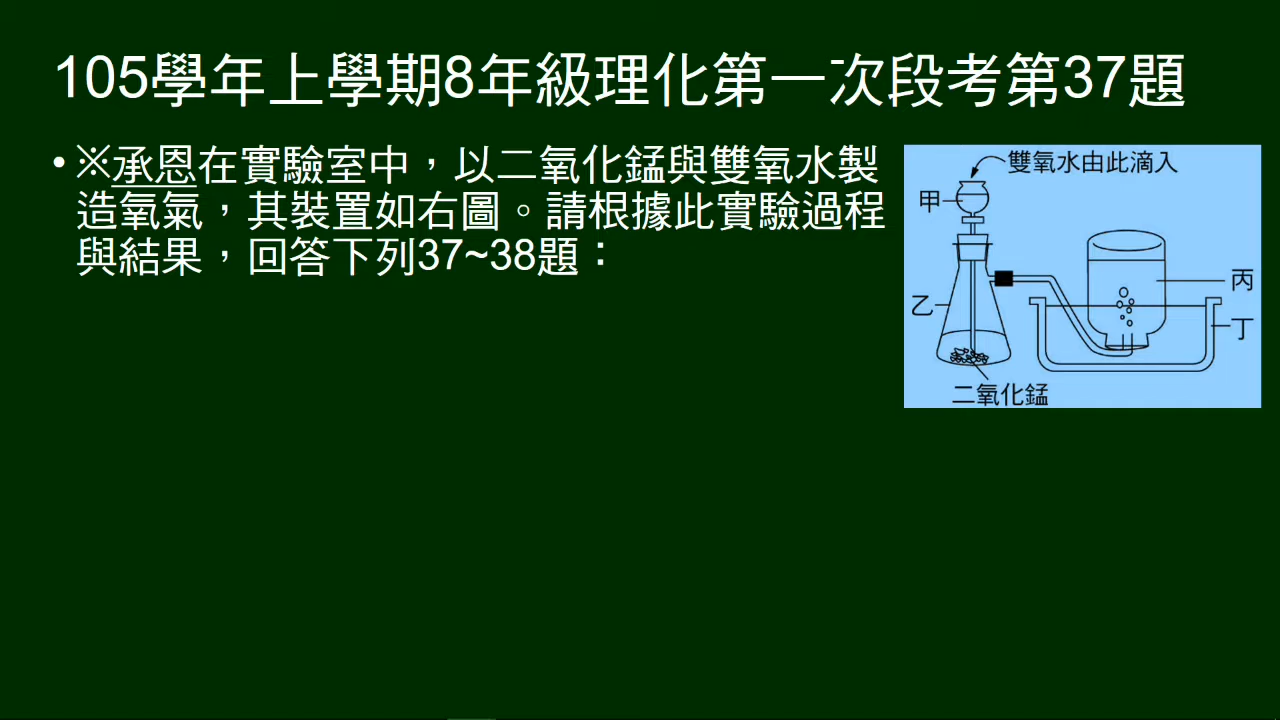 105學年上學期8年級理化第一次段考第37題
•※承恩在實驗室中，以二氧化錳與雙氧水製
造氧氣，其裝置如右圖。請根據此實驗過程
與結果，回答下列37~38題：
雙氧水由此滴入
甲
乙
丙
丁
二氧化錳